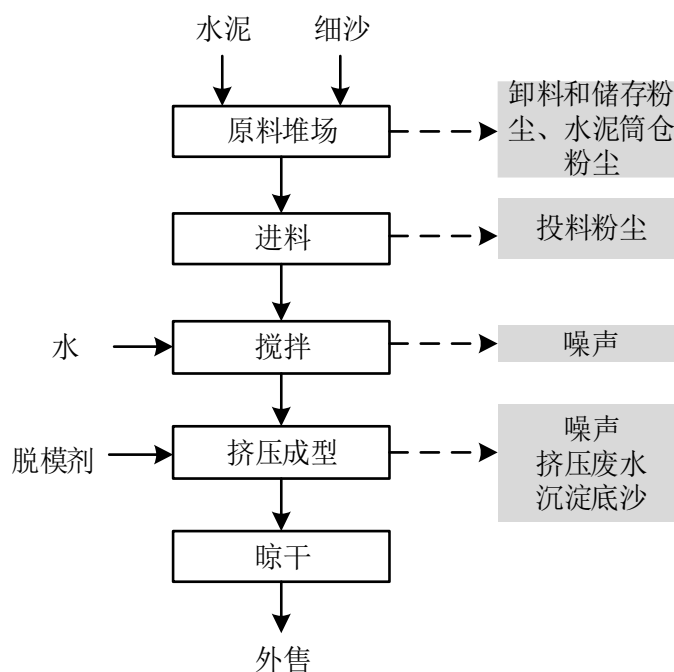 水泥
细沙
原料堆场
卸料和储存粉
尘、水泥筒仓
粉尘
进料
投料粉尘
水
搅拌
噪声
脱模剂
挤压成型
噪声
挤压废水
沉淀底沙
晾干
外售